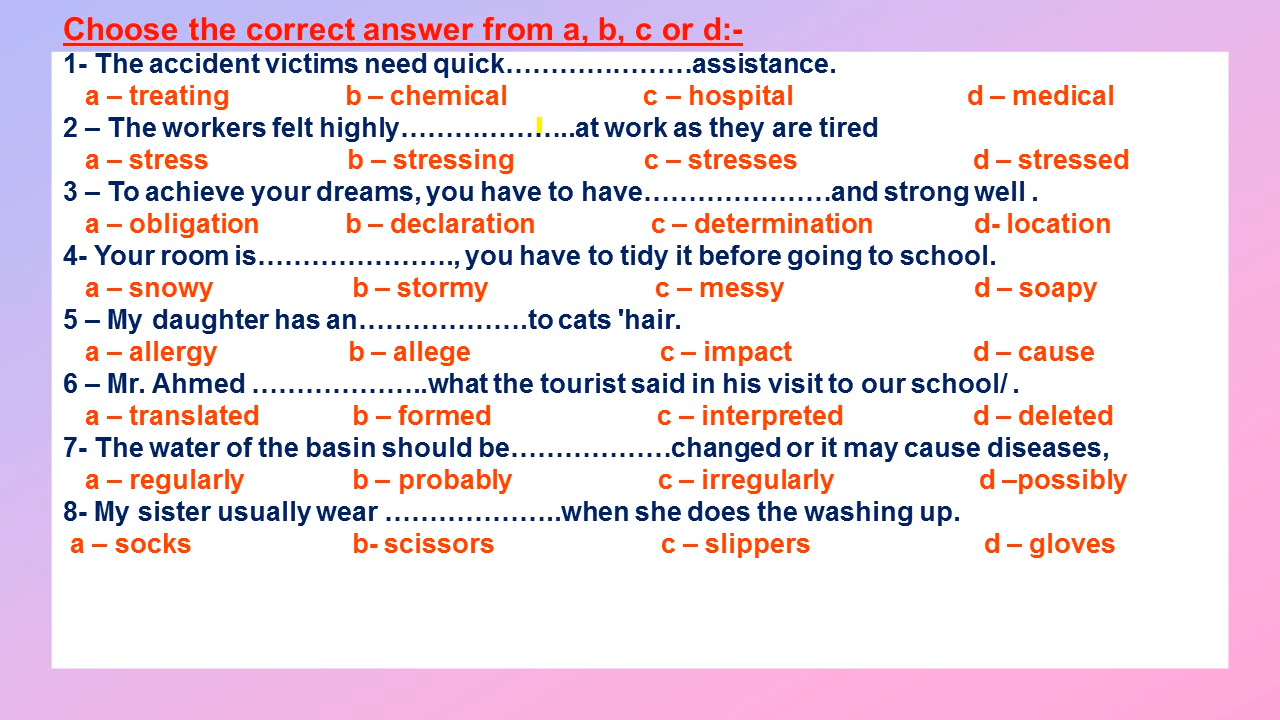 Choose the correct answer from a, b, c or d:-
1- The accident victims need quick…………………assistance.
a – treating b – chemical c – hospital d – medical
2 – The workers felt highly………………..at work as they are tired
a – stress b – stressing c – stresses d – stressed
3 – To achieve your dreams, you have to have…………………and strong well .
a – obligation b – declaration c – determination d- location
4- Your room is…………………., you have to tidy it before going to school.
a – snowy b – stormy c – messy d – soapy
5 – My daughter has an……………….to cats 'hair.
a – allergy b – allege c – impact d – cause
6 – Mr. Ahmed ………………..what the tourist said in his visit to our school/ .
a – translated b – formed c – interpreted d – deleted
7- The water of the basin should be………………changed or it may cause diseases,
a – regularly b – probably c – irregularly d –possibly
8- My sister usually wear ………………..when she does the washing up.
a – socks b- scissors c – slippers d – gloves